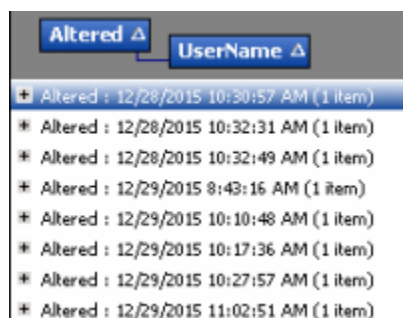 Altered
UserName
Altered : 12/28/2015 10:30:57 AM (1 item)
Altered : 12/28/2015 10:32:31 AM (1 item)
Altered : 12/28/2015 10:32:49 AM (1 item)
Altered : 12/29/2015 8:43:16 AM (1 item)
Altered : 12/29/2015 10:10:48 AM (1 item)
Altered : 12/29/2015 10:17:36 AM (1 item)
Altered : 12/29/2015 10:27:57 AM (1 item)
Altered : 12/29/2015 11:02:51 AM (1 item)